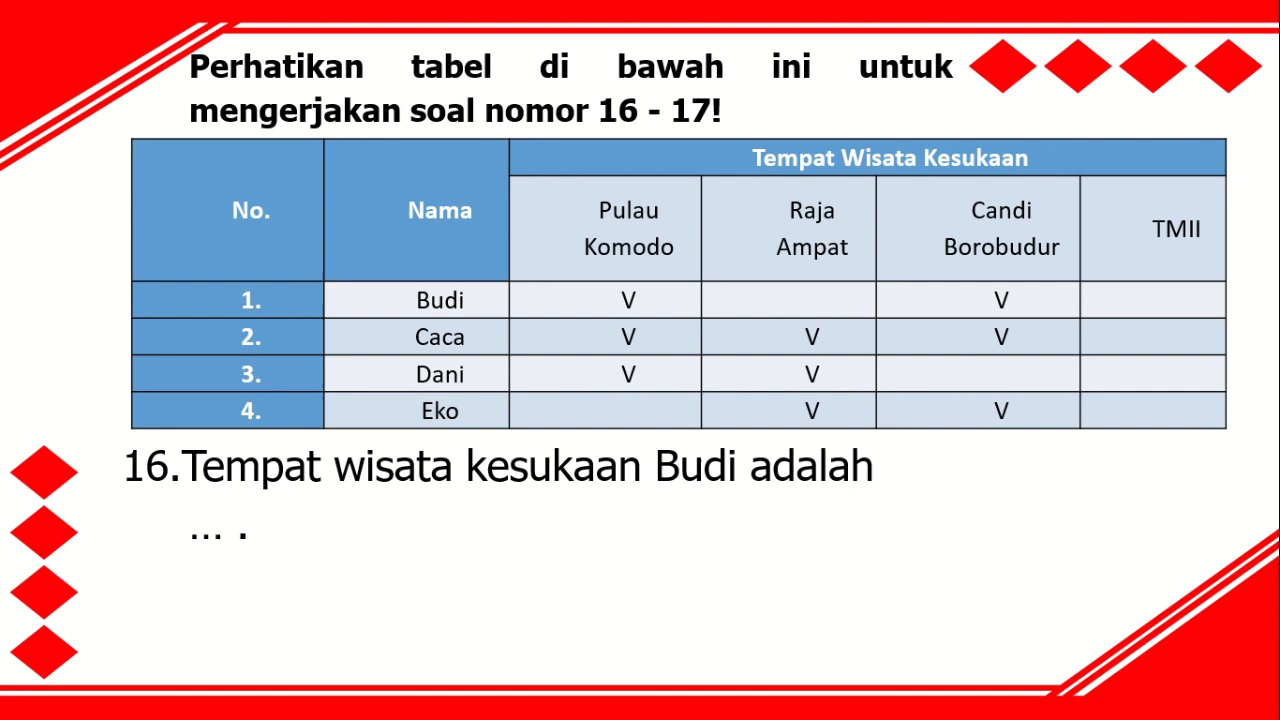 Perhatikan tabel di bawah ini untuk
mengerjakan soal nomor 16 - 17!
Tempat Wisata Kesukaan
No. Nama Pulau Komodo Raja Ampat Candi Borobudur TMII
1. Budi V V
2. Caca V V V
3. Dani V V
4. Eko V V
16.Tempat wisata kesukaan Budi adalah
... .